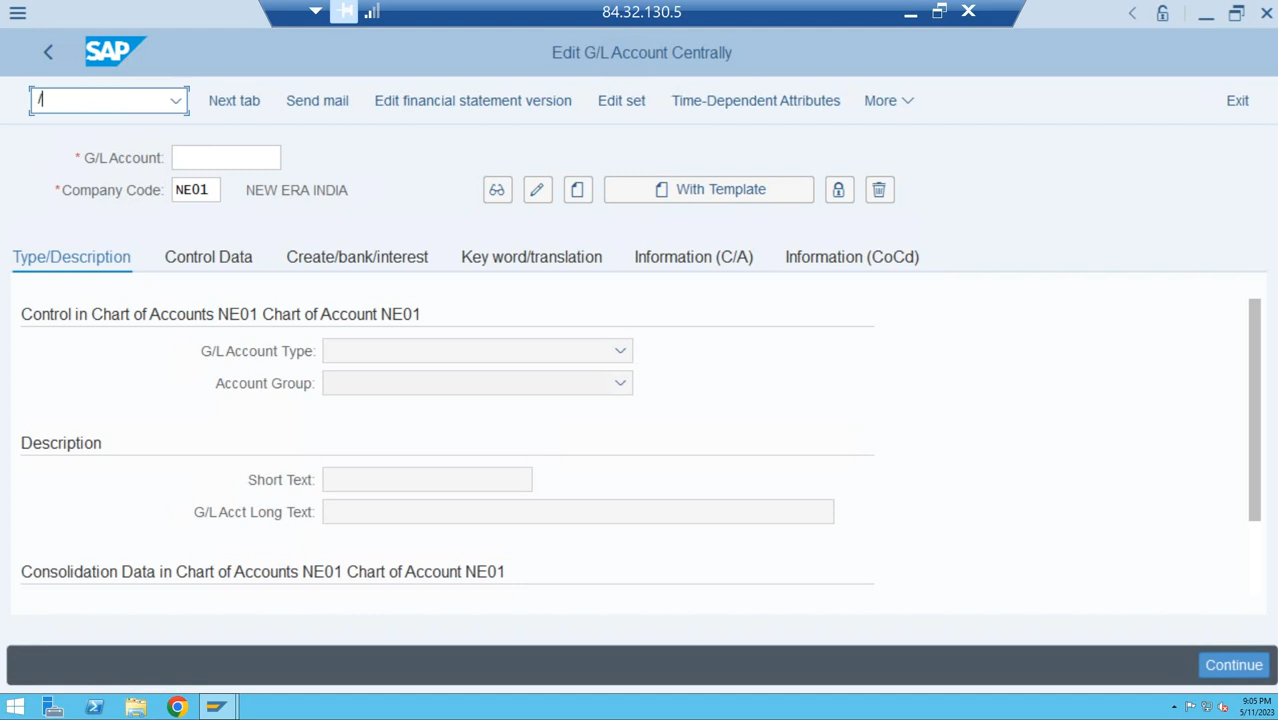 84.32.130.5
SAP
Edit G/L Account Centrally
/
Next tab
Send mail
Edit financial statement version
Edit set
Time-Dependent Attributes
More
Exit
* G/L Account:
*Company Code: NE01 NEW ERA INDIA
With Template
Type/Description
Control Data
Create/bank/interest
Key word/translation
Information (C/A)
Information (CoCd)
Control in Chart of Accounts NE01 Chart of Account NE01
G/L Account Type:
Account Group:
Description
Short Text:
G/L Acct Long Text:
Consolidation Data in Chart of Accounts NE01 Chart of Account NE01
Continue
9:05 PM
5/11/2023